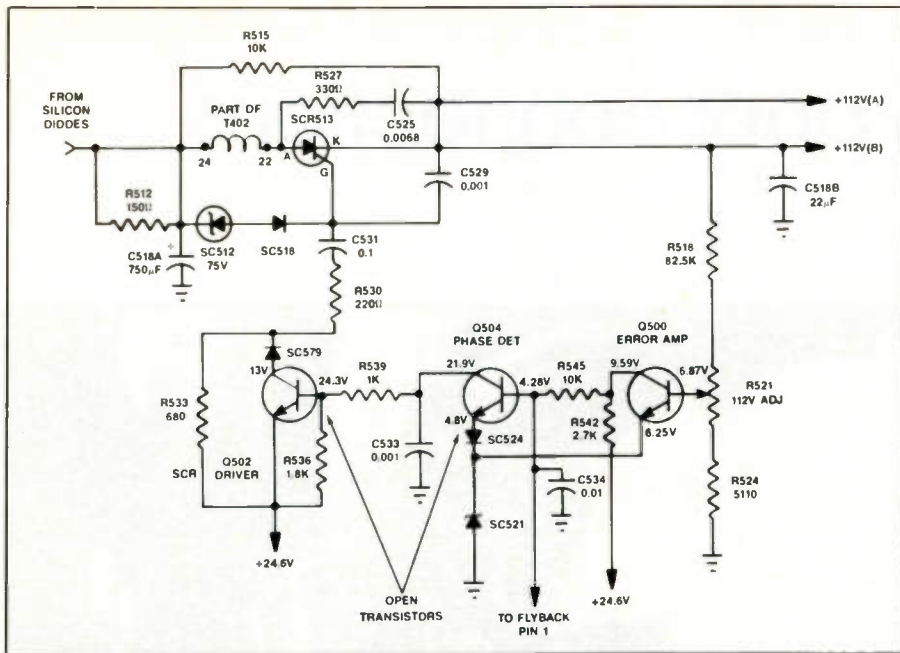 R515
10K
R527
330Ω
FROM
SILICON
DIODES
PART OF
T402
SCR513
C525
0.0068
+112V(A)
24
22
A
K
G
+112V(B)
R512
150Ω
C529
0.001
C518B
22µF
C518A
750µF
+
SC512
75V
SC518
C531
0.1
R518
82.5K
R530
220Ω
Q504
PHASE DET
Q500
ERROR AMP
SC579
13V
24.3V
R539
1K
21.9V
4.28V
R545
10K
9.59V
6.87V
R521
112V ADJ
R533
680
4.8V
R542
2.7K
6.25V
SC524
C533
0.001
SCR
Q502
DRIVER
R536
1.8K
C534
0.01
R524
5110
SC521
+24.6V
OPEN
TRANSISTORS
TO FLYBACK
PIN 1
+24.6V